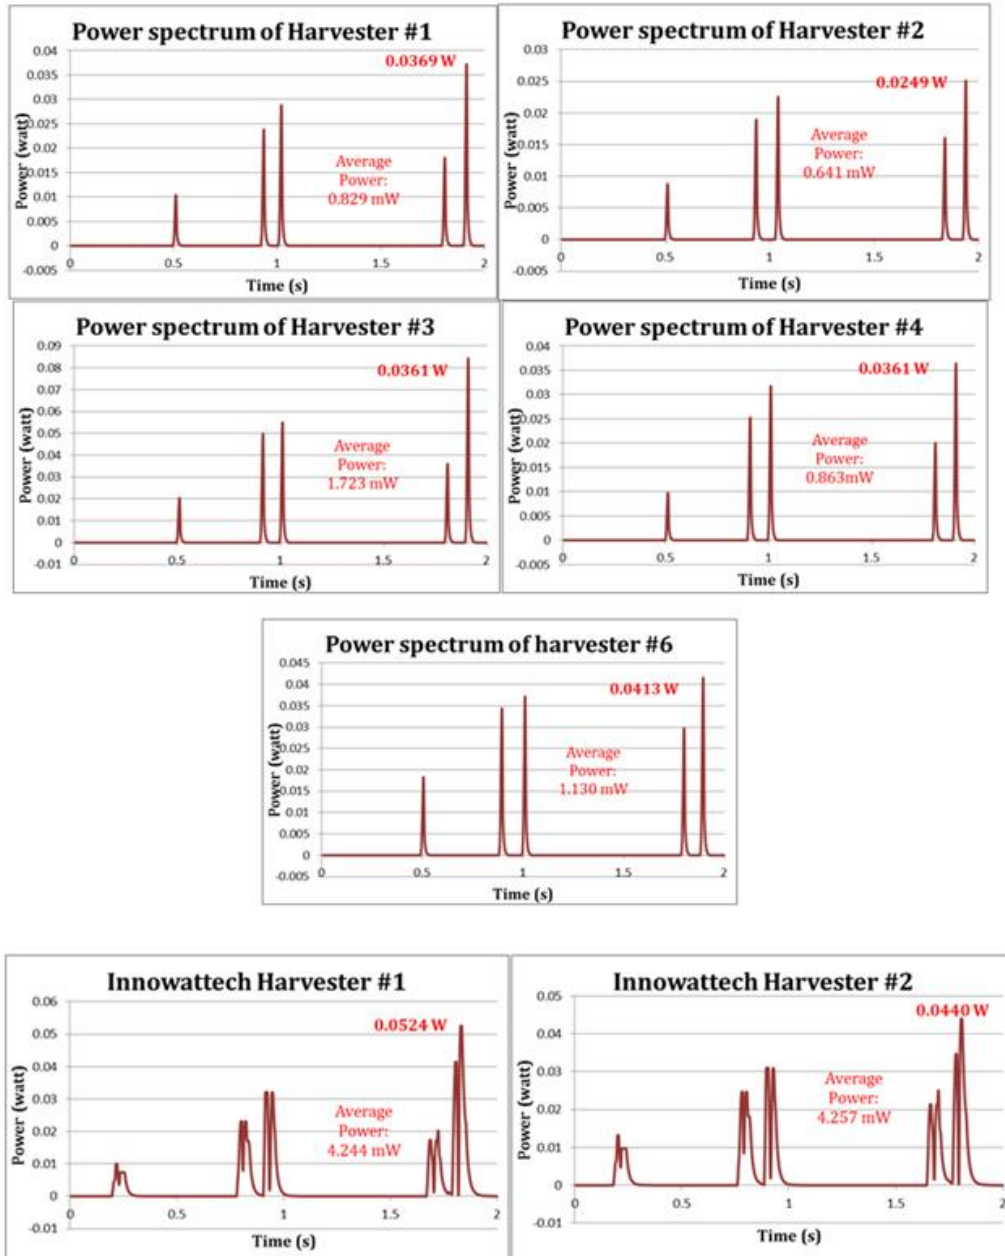 Power spectrum of Harvester #1
0.04
0.035
0.03
0.025
0.02
0.015
0.01
0.005
0
-0.005
Power (watt)
0.0369 W
Average
Power:
0.829 mW
0
0.5
1
1.5
2
Time (s)
Power spectrum of Harvester #2
0.03
0.025
0.02
0.015
0.01
0.005
0
-0.005
Power (watt)
0.0249 W
Average
Power:
0.641 mW
0
0.5
1
1.5
2
Time (s)
Power spectrum of Harvester #3
0.09
0.08
0.07
0.06
0.05
0.04
0.03
0.02
0.01
0
-0.01
Power (watt)
0.0361 W
Average
Power:
1.723 mW
0
0.5
1
1.5
2
Time (s)
Power spectrum of Harvester #4
0.04
0.035
0.03
0.025
0.02
0.015
0.01
0.005
0
-0.005
Power (watt)
0.0361 W
Average
Power:
0.863mW
0
0.5
1
1.5
2
Time (s)
Power spectrum of harvester #6
0.045
0.04
0.035
0.03
0.025
0.02
0.015
0.01
0.005
0
-0.005
Power (watt)
0.0413 W
Average
Power:
1.130 mW
0
0.5
1
1.5
2
Time (s)
Innowattech Harvester #1
0.06
0.05
0.04
0.03
0.02
0.01
0
-0.01
Power (watt)
0.0524 W
Average
Power:
4.244 mW
0
0.5
1
1.5
2
Time (s)
Innowattech Harvester #2
0.05
0.04
0.03
0.02
0.01
0
-0.01
Power (watt)
0.0440 W
Average
Power:
4.257 mW
0
0.5
1
1.5
2
Time (s)